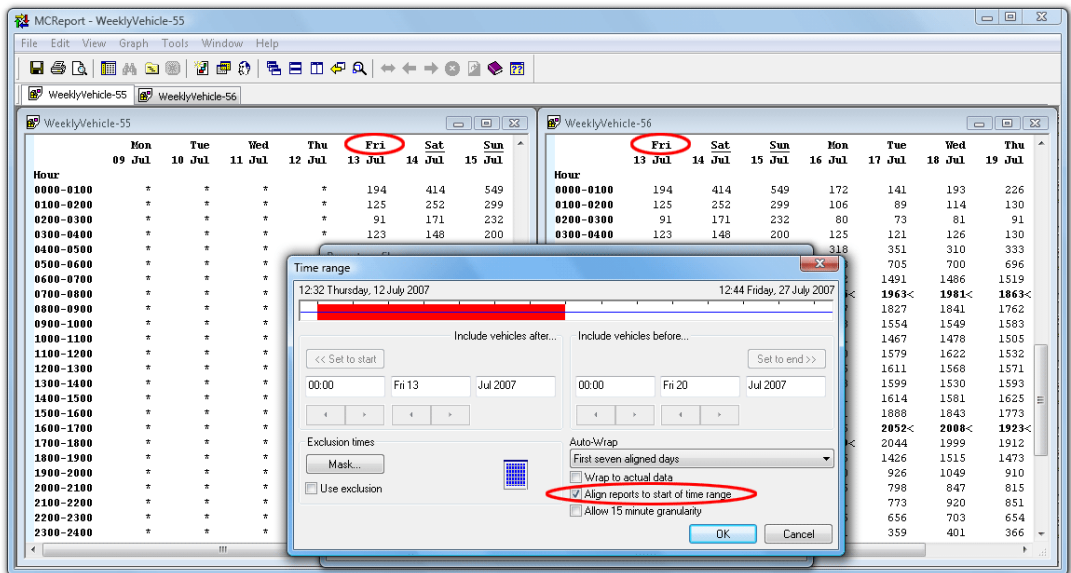 MCReport - WeeklyVehicle-55
File Edit View Graph Tools Window Help
WeeklyVehicle-55 WeeklyVehicle-56
WeeklyVehicle-55
Mon Tue Wed Thu Fri Sat Sun
09 Jul 10 Jul 11 Jul 12 Jul 13 Jul 14 Jul 15 Jul
Hour
0000-0100 * * * * 194 414 549
0100-0200 * * * * 125 252 299
0200-0300 * * * * 91 171 232
0300-0400 * * * * 123 148 200
0400-0500 * * *
0500-0600 * * *
0600-0700 * * *
0700-0800 * * *
0800-0900 * * *
0900-1000 * * *
1000-1100 * * *
1100-1200 * * *
1200-1300 * * *
1300-1400 * * *
1400-1500 * * *
1500-1600 * * *
1600-1700 * * *
1700-1800 * * *
1800-1900 * * *
1900-2000 * * *
2000-2100 * * *
2100-2200 * * *
2200-2300 * * *
2300-2400 * * *
WeeklyVehicle-56
Fri Sat Sun Mon Tue Wed Thu
13 Jul 14 Jul 15 Jul 16 Jul 17 Jul 18 Jul 19 Jul
Hour
0000-0100 194 414 549 172 141 193 226
0100-0200 125 252 299 106 89 114 130
0200-0300 91 171 232 80 73 81 91
0300-0400 123 148 200 125 121 126 130
318 351 310 333
705 700 696
1491 1486 1519
1963< 1981< 1863<
1827 1841 1762
1554 1549 1583
1467 1478 1505
1579 1622 1532
1611 1568 1571
1599 1530 1593
1614 1581 1625
1888 1843 1773
2052< 2008< 1923<
2044 1999 1912
1426 1515 1473
926 1049 910
798 847 815
773 920 851
656 703 654
359 401 366
Time range
12:32 Thursday, 12 July 2007 12:44 Friday, 27 July 2007
Include vehicles after...
<< Set to start
00:00 Fri 13 Jul 2007
Include vehicles before...
Set to end >>
00:00 Fri 20 Jul 2007
Exclusion times
Mask...
Use exclusion
Auto-Wrap
First seven aligned days
Wrap to actual data
Align reports to start of time range
Allow 15 minute granularity
OK Cancel